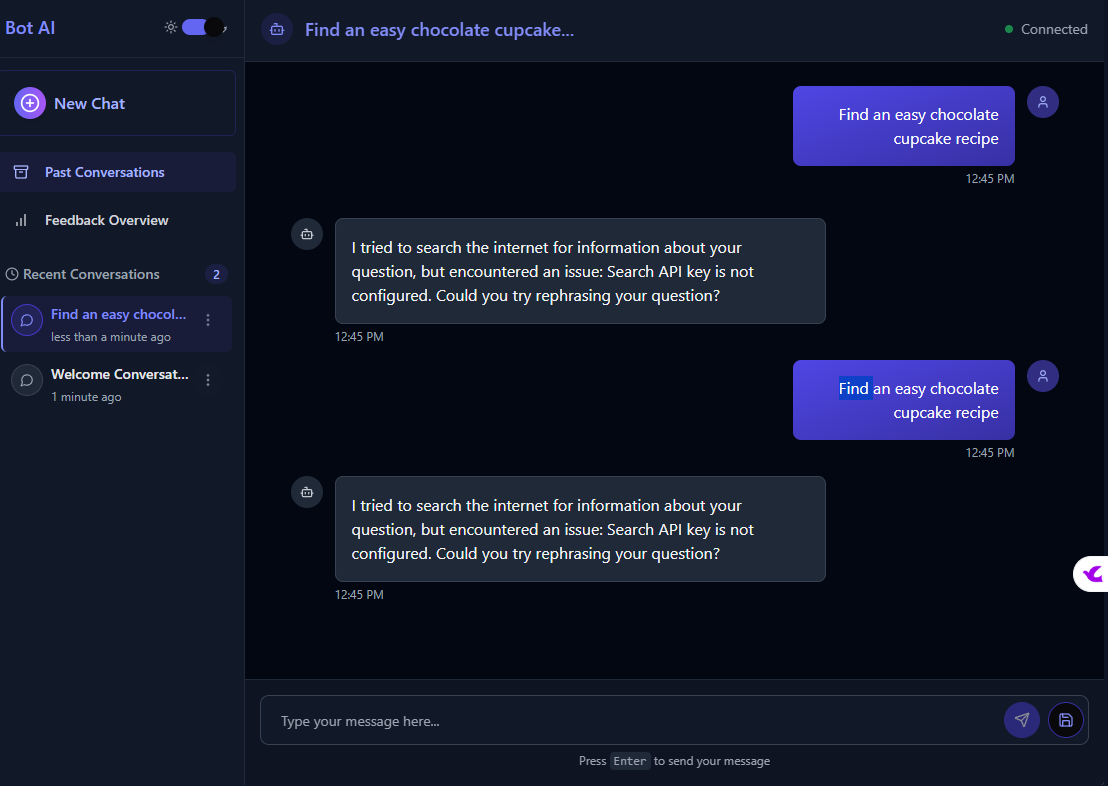 Bot AI
New Chat
Past Conversations
Feedback Overview
Recent Conversations 2
Find an easy chocol...
less than a minute ago
Welcome Conversat...
1 minute ago
Find an easy chocolate cupcake...
Connected
Find an easy chocolate
cupcake recipe
12:45 PM
I tried to search the internet for information about your
question, but encountered an issue: Search API key is not
configured. Could you try rephrasing your question?
12:45 PM
Find an easy chocolate
cupcake recipe
12:45 PM
I tried to search the internet for information about your
question, but encountered an issue: Search API key is not
configured. Could you try rephrasing your question?
12:45 PM
Type your message here...
Press Enter to send your message